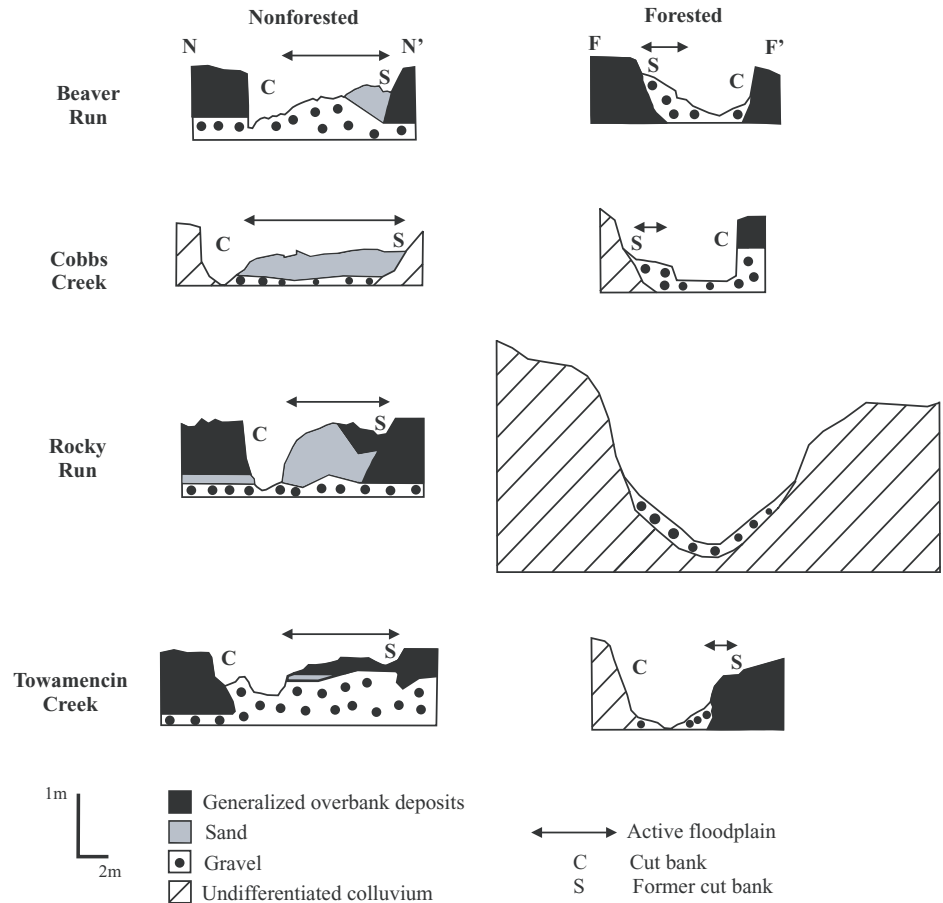 Nonforested
Forested
N
N'
F
F'
Beaver
Run
C
S
S
C
Cobbs
Creek
C
S
S
C
Rocky
Run
C
S
Towamencin
Creek
C
S
C
S
1m
2m
Generalized overbank deposits
Sand
Gravel
Undifferentiated colluvium
Active floodplain
C Cut bank
S Former cut bank